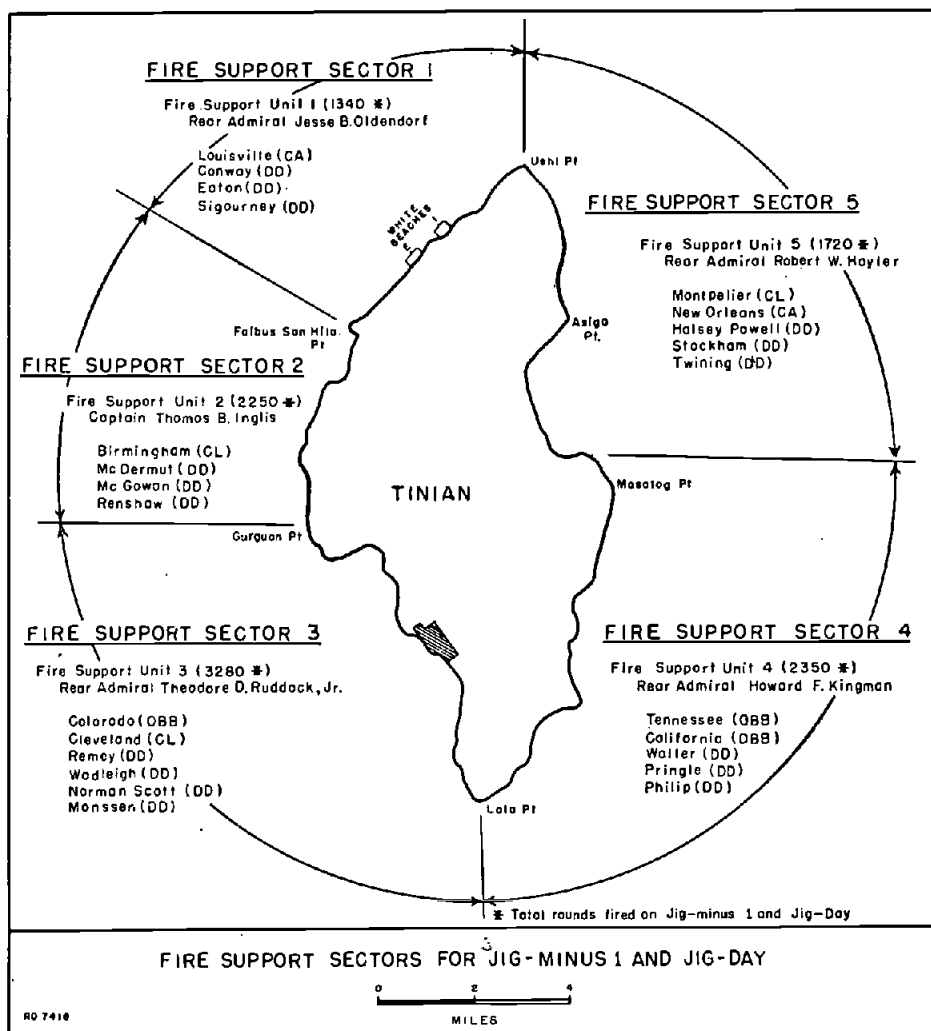 FIRE SUPPORT SECTOR 1
Fire Support Unit 1 (1340 *)
Rear Admiral Jesse B. Oldendorf
Louisville (CA)
Conway (DD)
Eaton (DD)
Sigourney (DD)
Ushi Pt
WHITE
BEACHES
1
2
FIRE SUPPORT SECTOR 5
Fire Support Unit 5 (1720 *)
Rear Admiral Robert W. Hayler
Montpelier (CL)
New Orleans (CA)
Halsey Powell (DD)
Stockham (DD)
Twining (DD)
Faibus San Hilo
Pt
Asiga
Pt.
FIRE SUPPORT SECTOR 2
Fire Support Unit 2 (2250 *)
Captain Thomas B. Inglis
Birmingham (CL)
Mc Dermut (DD)
Mc Gowan (DD)
Renshaw (DD)
TINIAN
Masalog Pt
Gurguan Pt
FIRE SUPPORT SECTOR 3
Fire Support Unit 3 (3280 *)
Rear Admiral Theodore D. Ruddock, Jr.
Colorado (OBB)
Cleveland (CL)
Remey (DD)
Wadleigh (DD)
Norman Scott (DD)
Monssen (DD)
FIRE SUPPORT SECTOR 4
Fire Support Unit 4 (2350 *)
Rear Admiral Howard F. Kingman
Tennessee (OBB)
California (OBB)
Waller (DD)
Pringle (DD)
Philip (DD)
Lalo Pt
* Total rounds fired on Jig-minus 1 and Jig-Day
FIRE SUPPORT SECTORS FOR JIG-MINUS 1 AND JIG-DAY
0 2 4
MILES
RD 7418